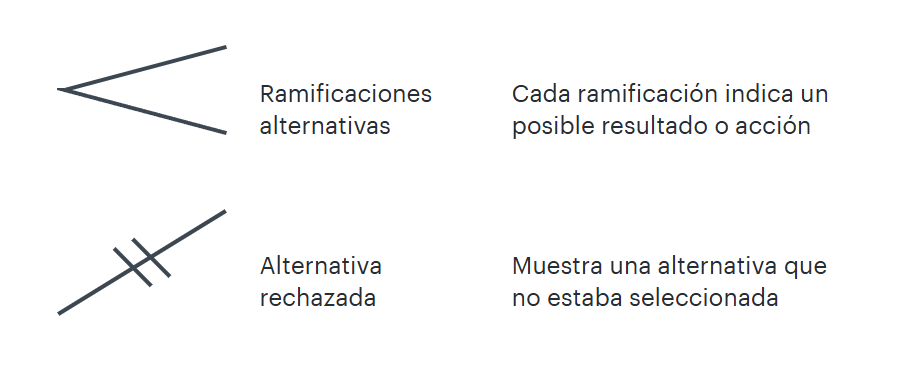 Ramificaciones
alternativas
Cada ramificación indica un
posible resultado o acción
Alternativa
rechazada
Muestra una alternativa que
no estaba seleccionada